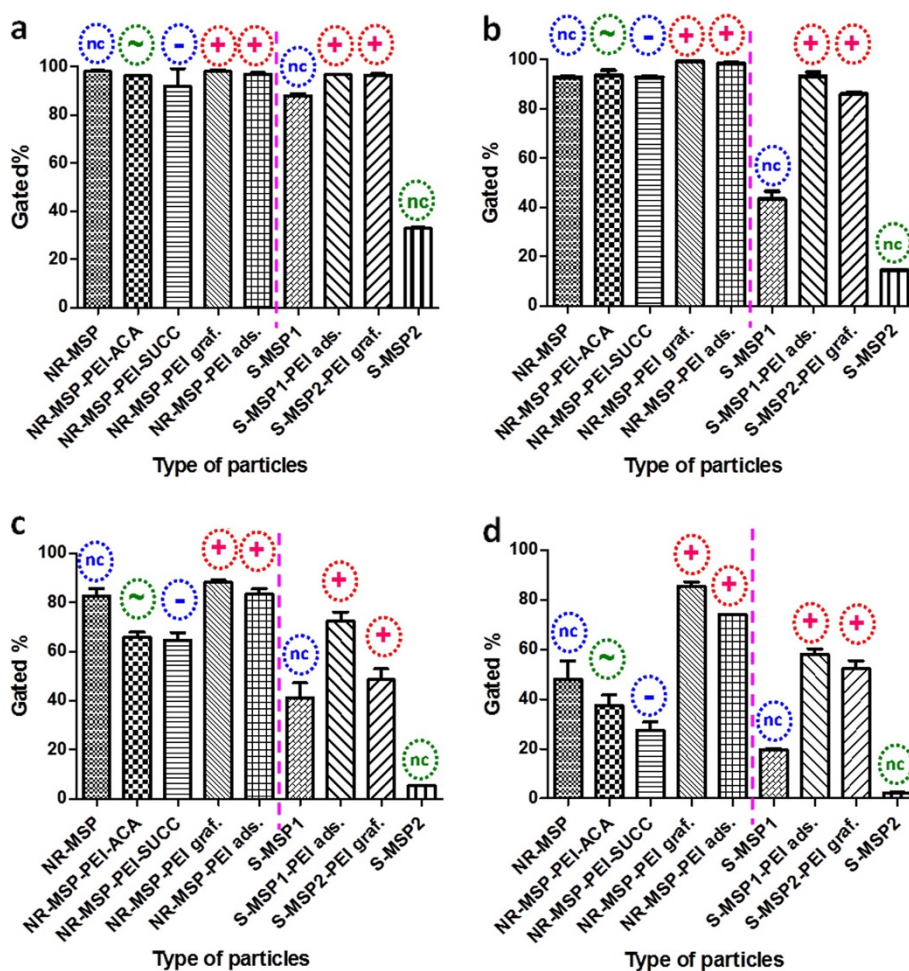 a
nc ~ - + + nc + + nc
100
80
60
40
20
0
Gated%
NR-MSP
NR-MSP-PEI-ACA
NR-MSP-PEI-SUCC
NR-MSP-PEI graf.
NR-MSP-PEI ads.
S-MSP1
S-MSP1-PEI ads.
S-MSP2-PEI graf.
S-MSP2
Type of particles
b
nc ~ - + + nc + + nc
100
80
60
40
20
0
Gated %
NR-MSP
NR-MSP-PEI-ACA
NR-MSP-PEI-SUCC
NR-MSP-PEI graf.
NR-MSP-PEI ads.
S-MSP1
S-MSP1-PEI ads.
S-MSP2-PEI graf.
S-MSP2
Type of particles
c
nc ~ - + + nc + + nc
100
80
60
40
20
0
Gated %
NR-MSP
NR-MSP-PEI-ACA
NR-MSP-PEI-SUCC
NR-MSP-PEI graf.
NR-MSP-PEI ads.
S-MSP1
S-MSP1-PEI ads.
S-MSP2-PEI graf.
S-MSP2
Type of particles
d
nc ~ - + + nc + + nc
100
80
60
40
20
0
Gated %
NR-MSP
NR-MSP-PEI-ACA
NR-MSP-PEI-SUCC
NR-MSP-PEI graf.
NR-MSP-PEI ads.
S-MSP1
S-MSP1-PEI ads.
S-MSP2-PEI graf.
S-MSP2
Type of particles